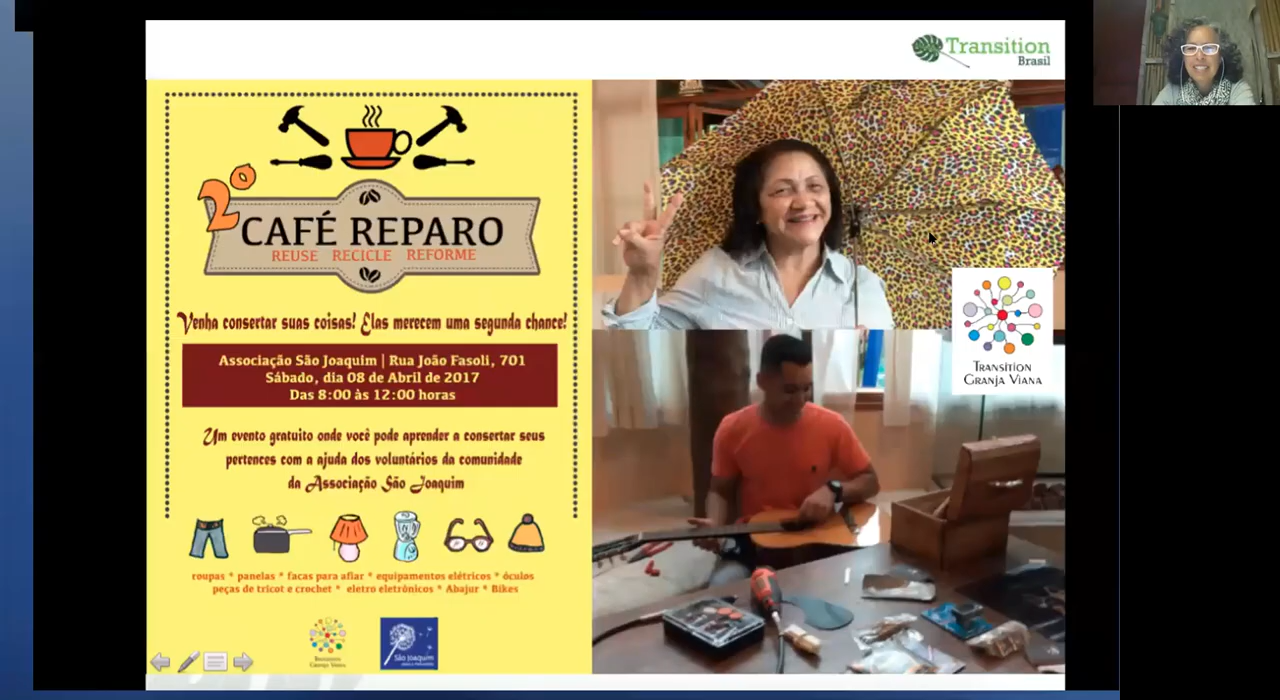 Transition
Brasil
2º
CAFÉ REPARO
REUSE RECICLE REFORME
Venha consertar suas coisas! Elas merecem uma segunda chance!
Associação São Joaquim | Rua João Fasoli, 701
Sábado, dia 08 de Abril de 2017
Das 8:00 às 12:00 horas
Um evento gratuito onde você pode aprender a consertar seus
pertences com a ajuda dos voluntários da comunidade
da Associação São Joaquim
roupas * panelas * facas para afiar * equipamentos elétricos * óculos
peças de tricot e crochet * eletro eletrônicos * Abajur * Bikes
Transition
Granja Viana
São Joaquim
Transition
Granja Viana